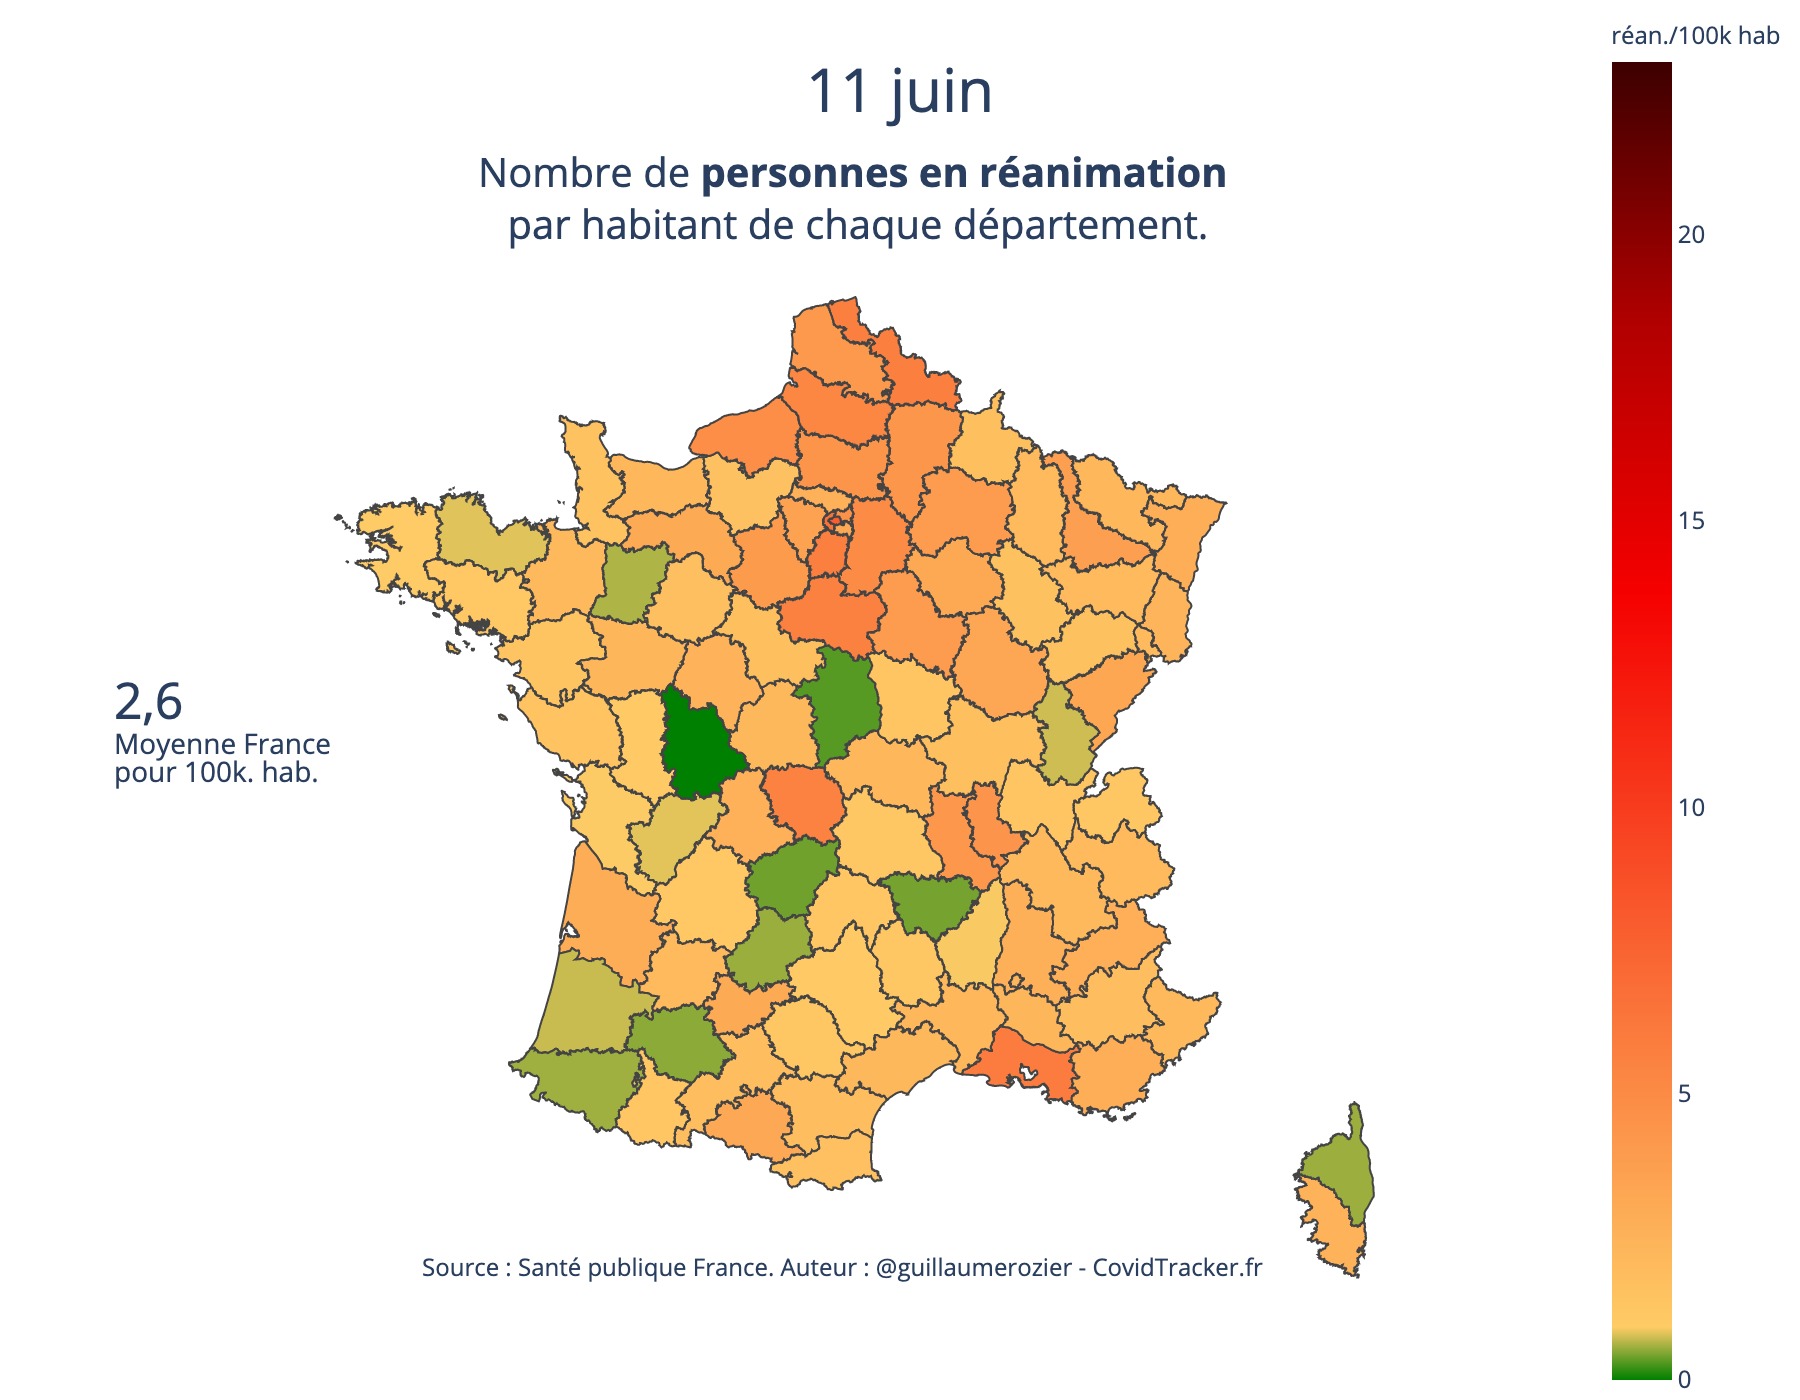 réan./100k hab
11 juin
Nombre de personnes en réanimation
par habitant de chaque département.
20
15
2,6
Moyenne France
pour 100k. hab.
10
5
Source : Santé publique France. Auteur : @guillaumerozier - CovidTracker.fr
0